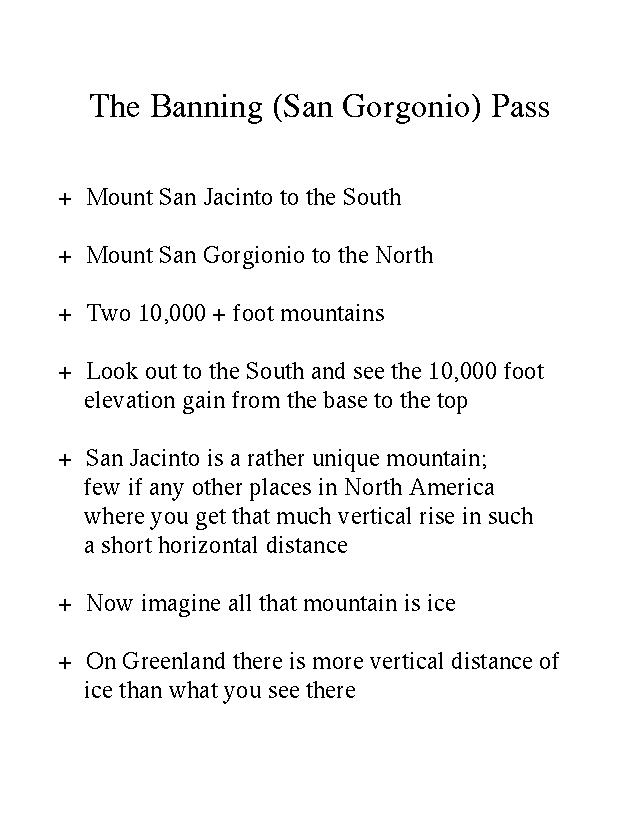 The Banning (San Gorgonio) Pass
+ Mount San Jacinto to the South
+ Mount San Gorgionio to the North
+ Two 10,000 + foot mountains
+ Look out to the South and see the 10,000 foot
elevation gain from the base to the top
+ San Jacinto is a rather unique mountain;
few if any other places in North America
where you get that much vertical rise in such
a short horizontal distance
+ Now imagine all that mountain is ice
+ On Greenland there is more vertical distance of
ice than what you see there